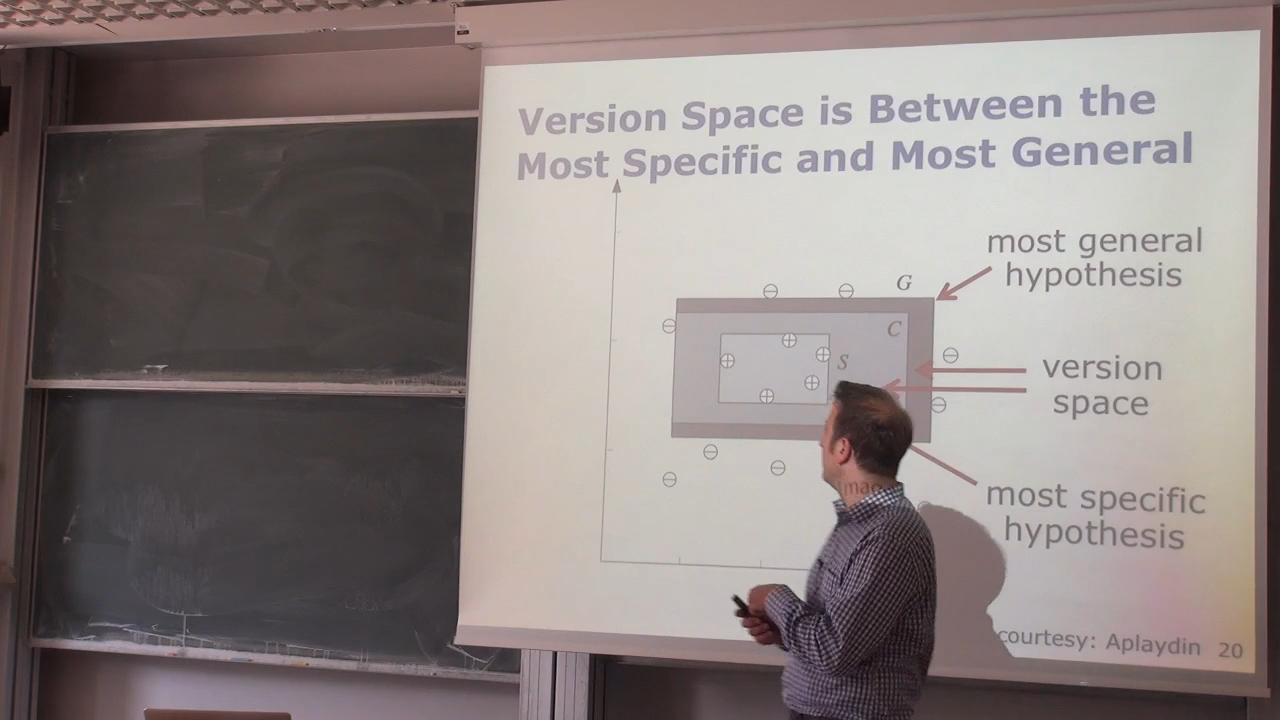 Version Space is Between the
Most Specific and Most General
most general
hypothesis
G
C
S
version
space
most specific
hypothesis
courtesy: Aplaydin 20